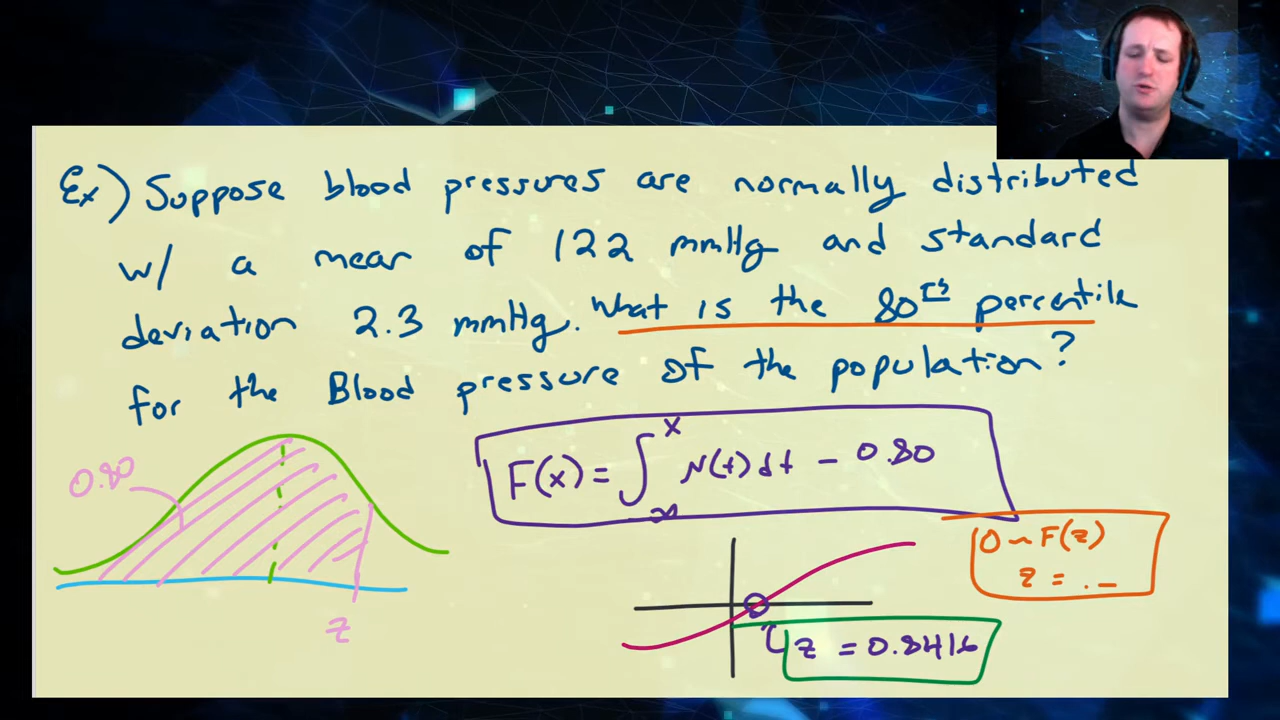 Ex) Suppose blood pressures are normally distributed
w/ a mean of 122 mmHg and standard
deviation 2.3 mmHg. What is the 80th percentile
for the Blood pressure of the population?
0.80
F(x) = ∫_{-∞}^{x} N(t)dt - 0.80
0 ~ F(z)
z = . _
z
z = 0.8416